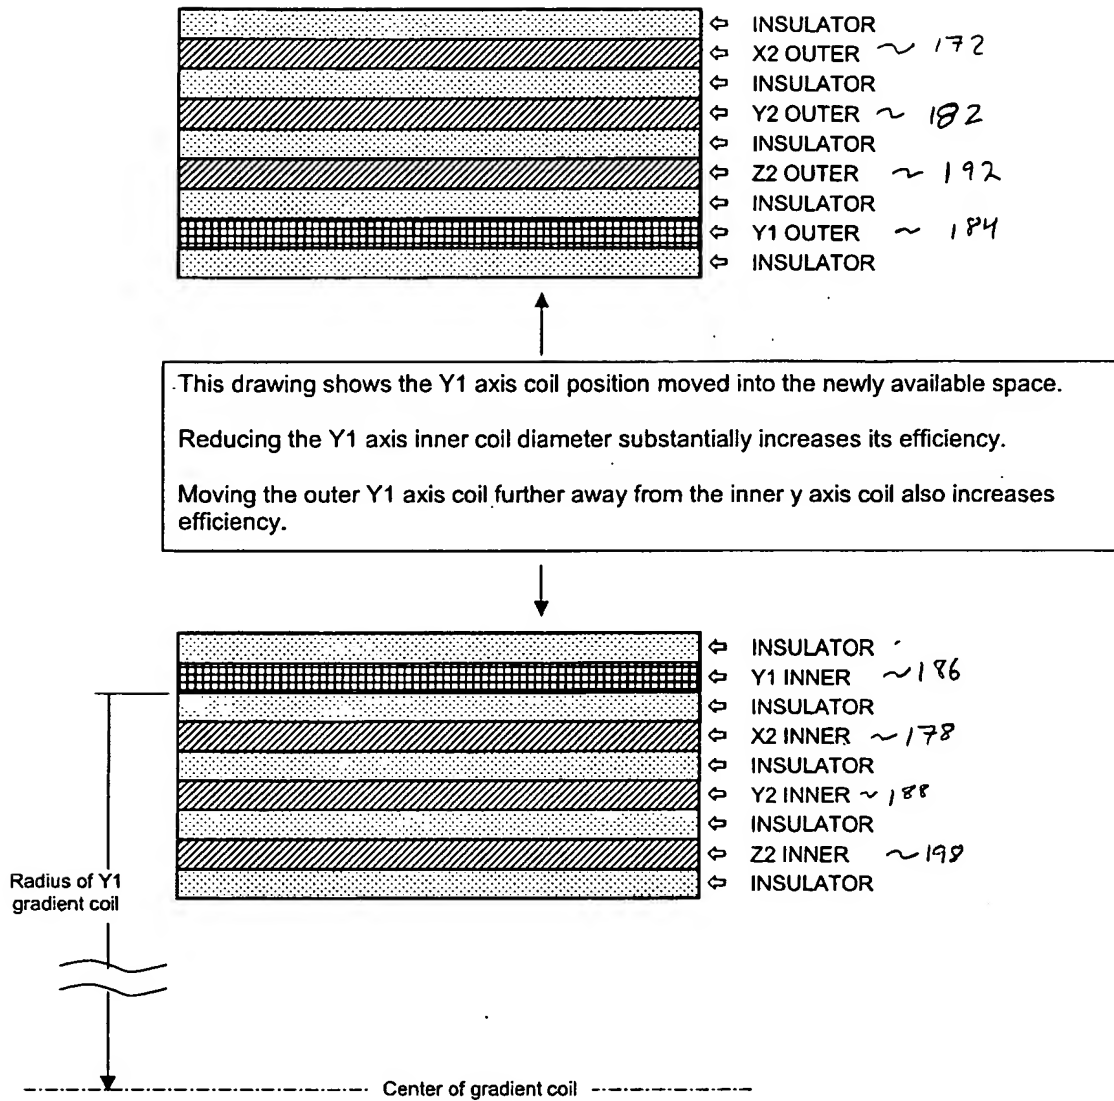 INSULATOR
X2 OUTER ~ 172
INSULATOR
Y2 OUTER ~ 182
INSULATOR
Z2 OUTER ~ 192
INSULATOR
Y1 OUTER ~ 184
INSULATOR
This drawing shows the Y1 axis coil position moved into the newly available space.
Reducing the Y1 axis inner coil diameter substantially increases its efficiency.
Moving the outer Y1 axis coil further away from the inner y axis coil also increases
efficiency.
INSULATOR
Y1 INNER ~186
INSULATOR
X2 INNER ~178
INSULATOR
Y2 INNER ~188
INSULATOR
Z2 INNER ~198
INSULATOR
Radius of Y1
gradient coil
Center of gradient coil